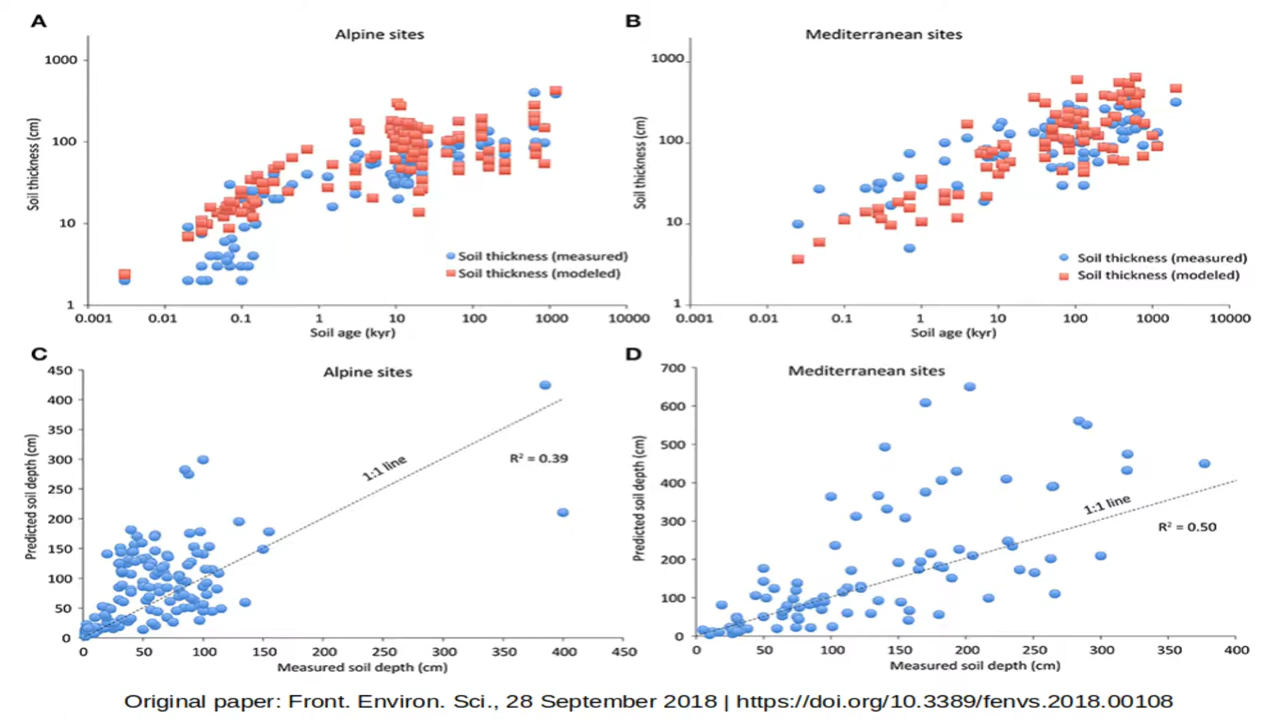 A
Alpine sites
Soil thickness (cm)
1000
100
10
1
0.001 0.01 0.1 1 10 100 1000 10000
Soil age (kyr)
Soil thickness (measured)
Soil thickness (modeled)
B
Mediterranean sites
Soil thickness (cm)
1000
100
10
1
0.001 0.01 0.1 1 10 100 1000 10000
Soil age (kyr)
Soil thickness (measured)
Soil thickness (modeled)
C
Alpine sites
Predicted soil depth (cm)
450
400
350
300
250
200
150
100
50
0
0 50 100 150 200 250 300 350 400 450
Measured soil depth (cm)
1:1 line
R² = 0.39
D
Mediterranean sites
Predicted soil depth (cm)
700
600
500
400
300
200
100
0
0 50 100 150 200 250 300 350 400
Measured soil depth (cm)
1:1 line
R² = 0.50
Original paper: Front. Environ. Sci., 28 September 2018 | https://doi.org/10.3389/fenvs.2018.00108